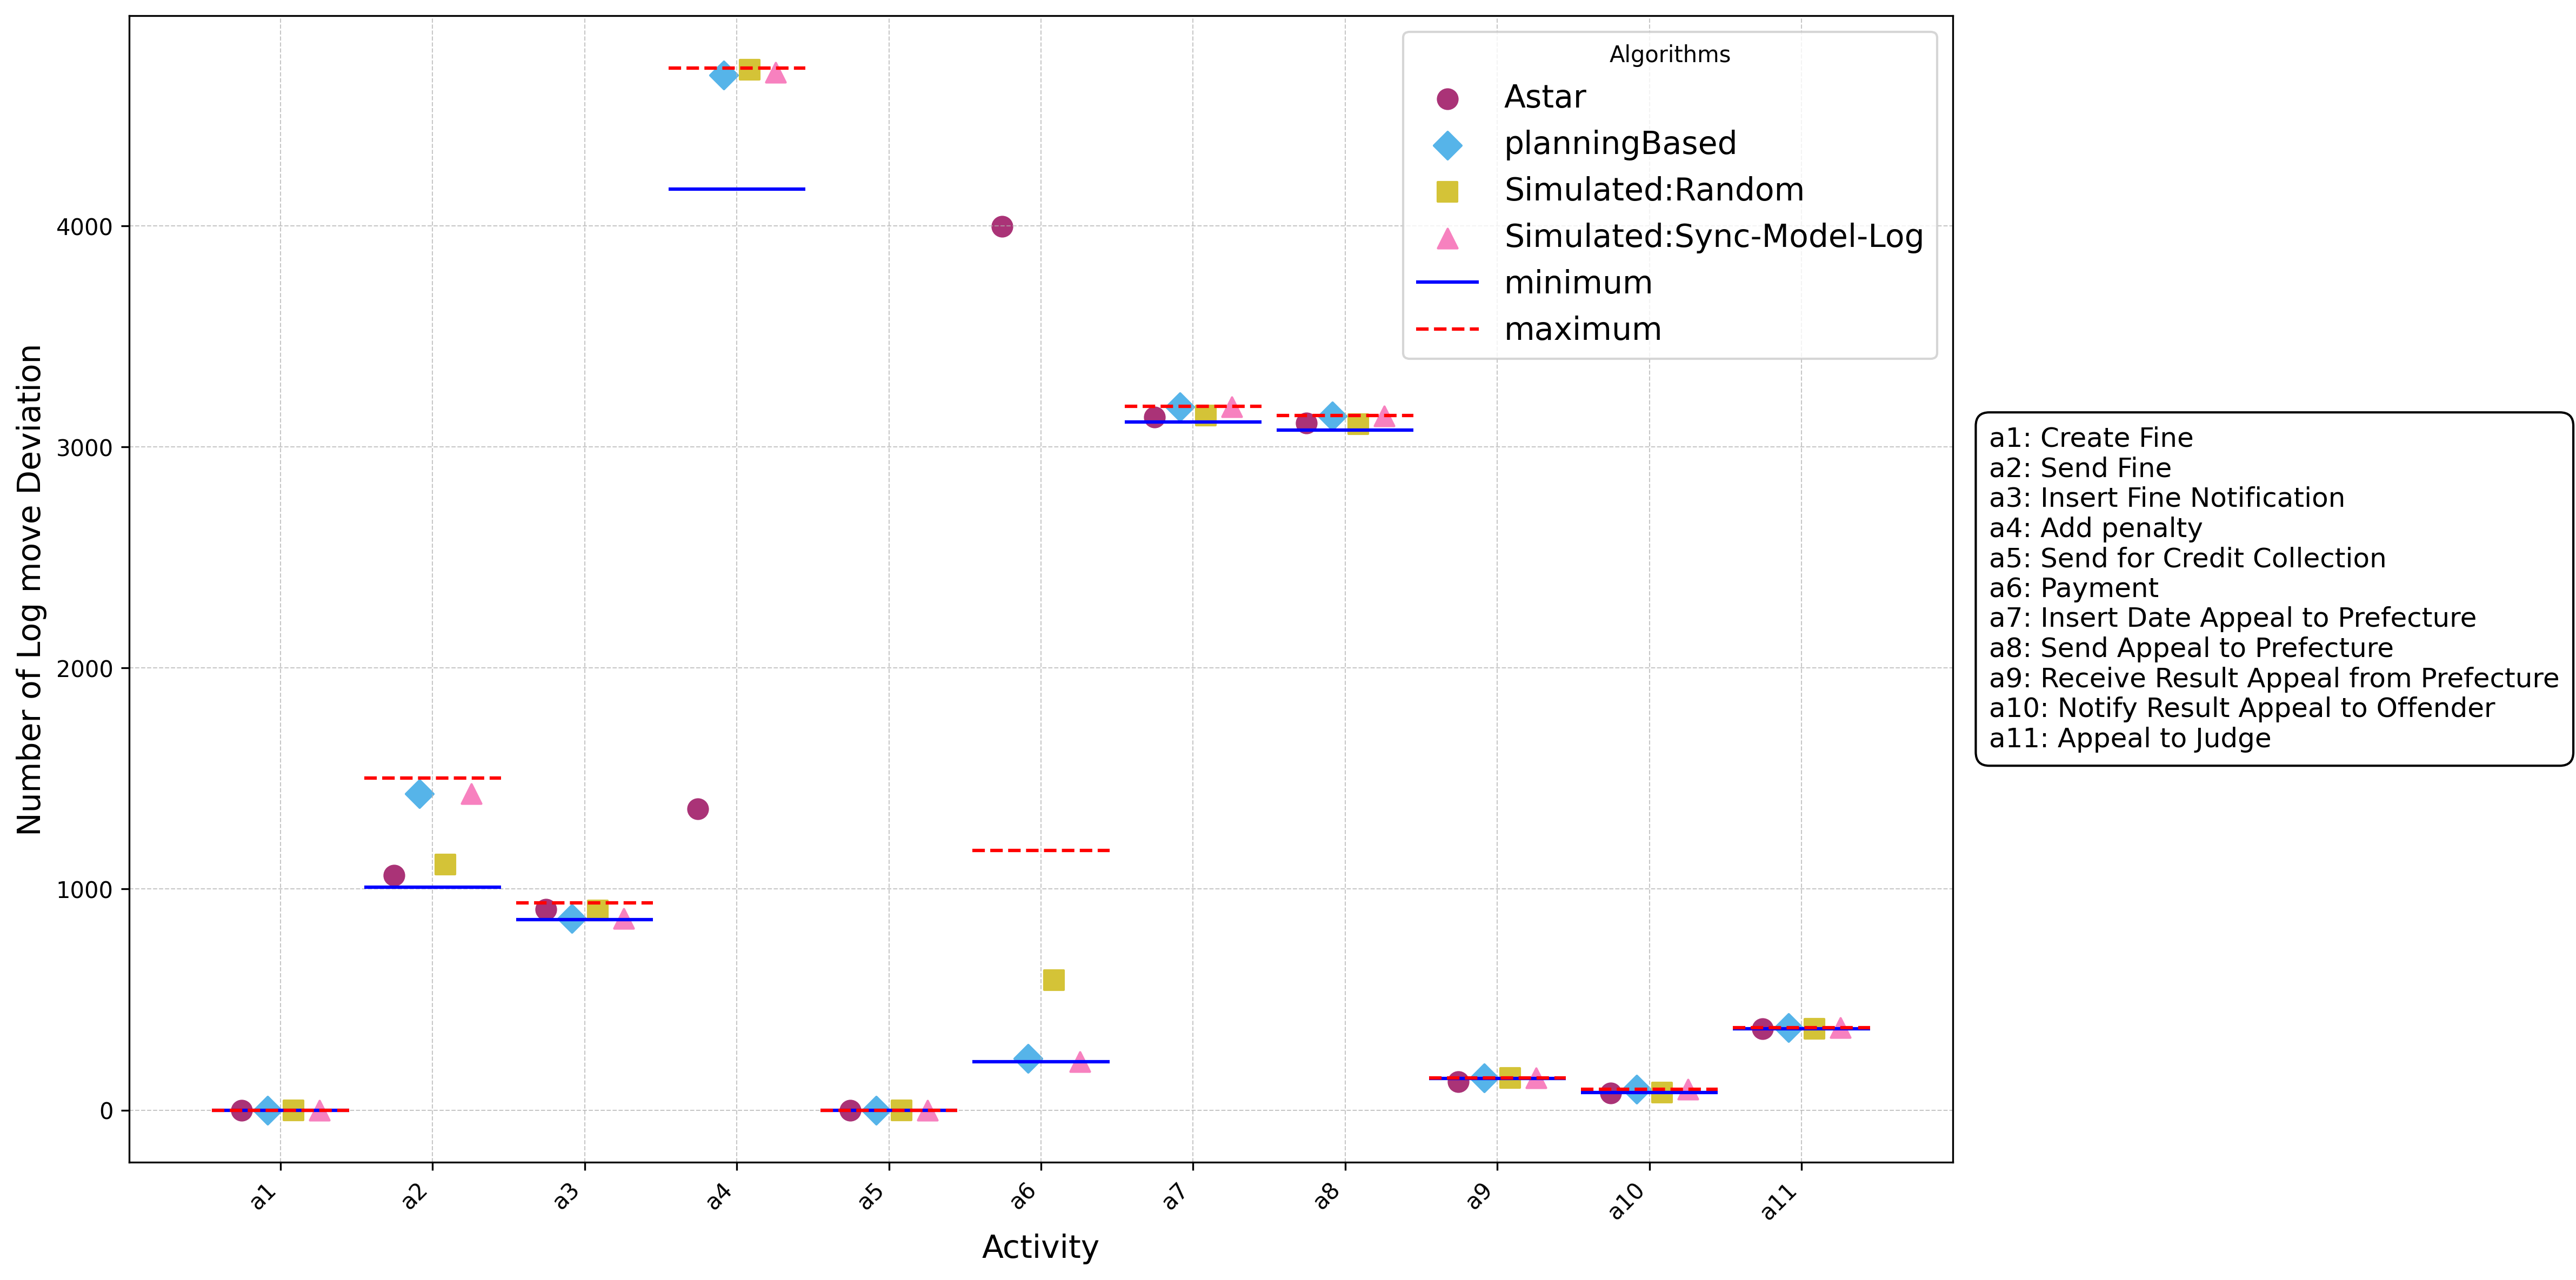 Algorithms
Astar
planningBased
Simulated:Random
Simulated:Sync-Model-Log
minimum
maximum
Number of Log move Deviation
4000
3000
2000
1000
0
a1
a2
a3
a4
a5
a6
a7
a8
a9
a10
a11
Activity
a1: Create Fine
a2: Send Fine
a3: Insert Fine Notification
a4: Add penalty
a5: Send for Credit Collection
a6: Payment
a7: Insert Date Appeal to Prefecture
a8: Send Appeal to Prefecture
a9: Receive Result Appeal from Prefecture
a10: Notify Result Appeal to Offender
a11: Appeal to Judge